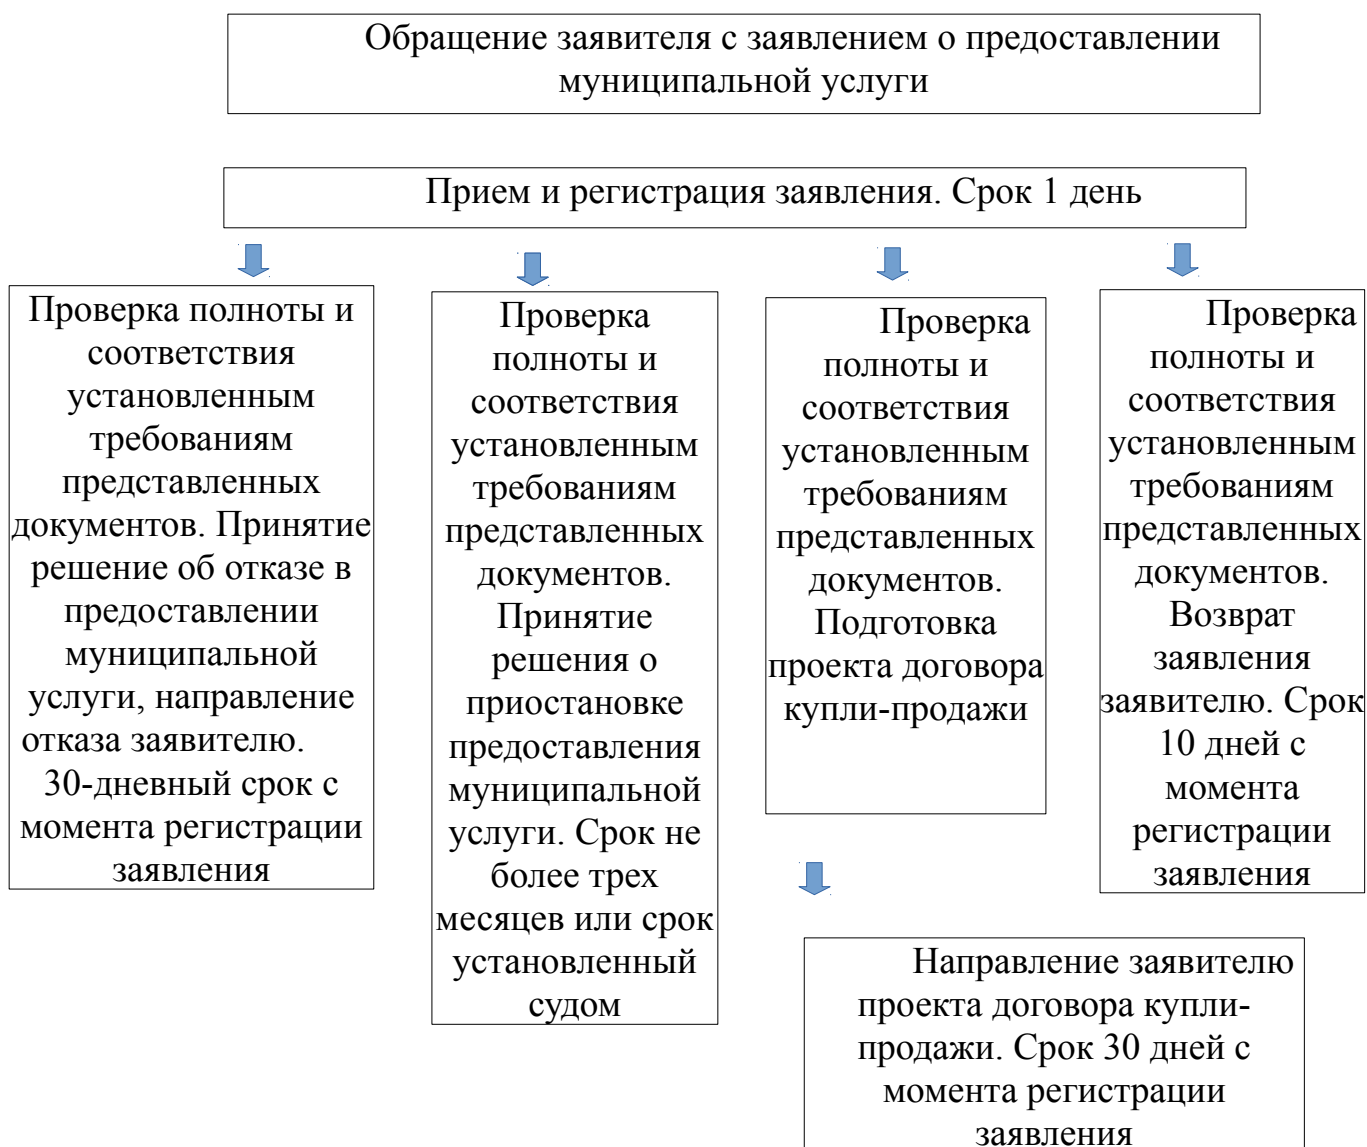 Обращение заявителя с заявлением о предоставлении
муниципальной услуги
Прием и регистрация заявления. Срок 1 день
Проверка полноты и
соответствия
установленным
требованиям
представленных
документов. Принятие
решение об отказе в
предоставлении
муниципальной
услуги, направление
отказа заявителю.
30-дневный срок с
момента регистрации
заявления
Проверка
полноты и
соответствия
установленным
требованиям
представленных
документов.
Принятие
решения о
приостановке
предоставления
муниципальной
услуги. Срок не
более трех
месяцев или срок
установленный
судом
Проверка
полноты и
соответствия
установленным
требованиям
представленных
документов.
Подготовка
проекта договора
купли-продажи
Проверка
полноты и
соответствия
установленным
требованиям
представленных
документов.
Возврат
заявления
заявителю. Срок
10 дней с
момента
регистрации
заявления
Направление заявителю
проекта договора купли-
продажи. Срок 30 дней с
момента регистрации
заявления